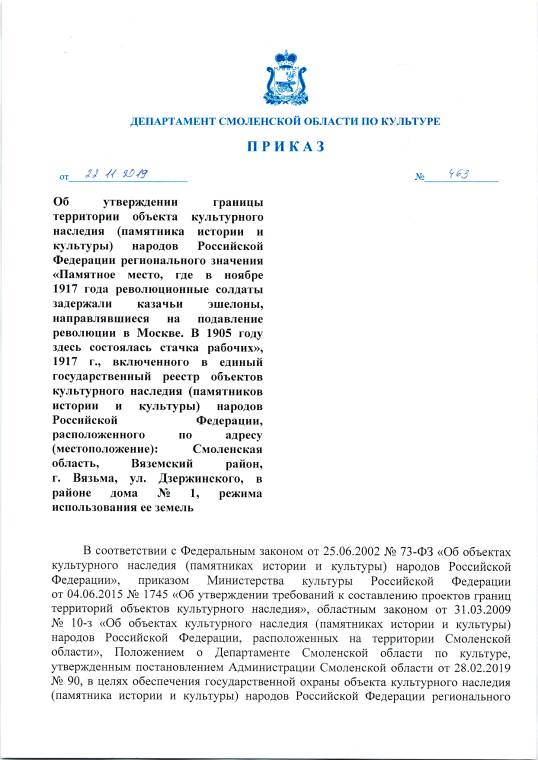 ДЕПАРТАМЕНТ СМОЛЕНСКОЙ ОБЛАСТИ ПО КУЛЬТУРЕ
П Р И К А З
от 22 11 2019 № 463
Об утверждении границы
территории объекта культурного
наследия (памятника истории и
культуры) народов Российской
Федерации регионального значения
«Памятное место, где в ноябре
1917 года революционные солдаты
задержали казачьи эшелоны,
направлявшиеся на подавление
революции в Москве. В 1905 году
здесь состоялась стачка рабочих»,
1917 г., включенного в единый
государственный реестр объектов
культурного наследия (памятников
истории и культуры) народов
Российской Федерации,
расположенного по адресу
(местоположение): Смоленская
область, Вяземский район,
г. Вязьма, ул. Дзержинского, в
районе дома № 1, режима
использования ее земель
В соответствии с Федеральным законом от 25.06.2002 № 73-ФЗ «Об объектах
культурного наследия (памятниках истории и культуры) народов Российской
Федерации», приказом Министерства культуры Российской Федерации
от 04.06.2015 № 1745 «Об утверждении требований к составлению проектов границ
территорий объектов культурного наследия», областным законом от 31.03.2009
№ 10-з «Об объектах культурного наследия (памятниках истории и культуры)
народов Российской Федерации, расположенных на территории Смоленской
области», Положением о Департаменте Смоленской области по культуре,
утвержденным постановлением Администрации Смоленской области от 28.02.2019
№ 90, в целях обеспечения государственной охраны объекта культурного наследия
(памятника истории и культуры) народов Российской Федерации регионального